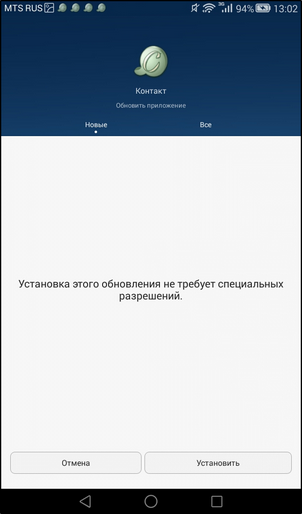 MTS RUS 3G 94% 13:02
Контакт
Обновить приложение
Новые Все
Установка этого обновления не требует специальных
разрешений.
Отмена Установить